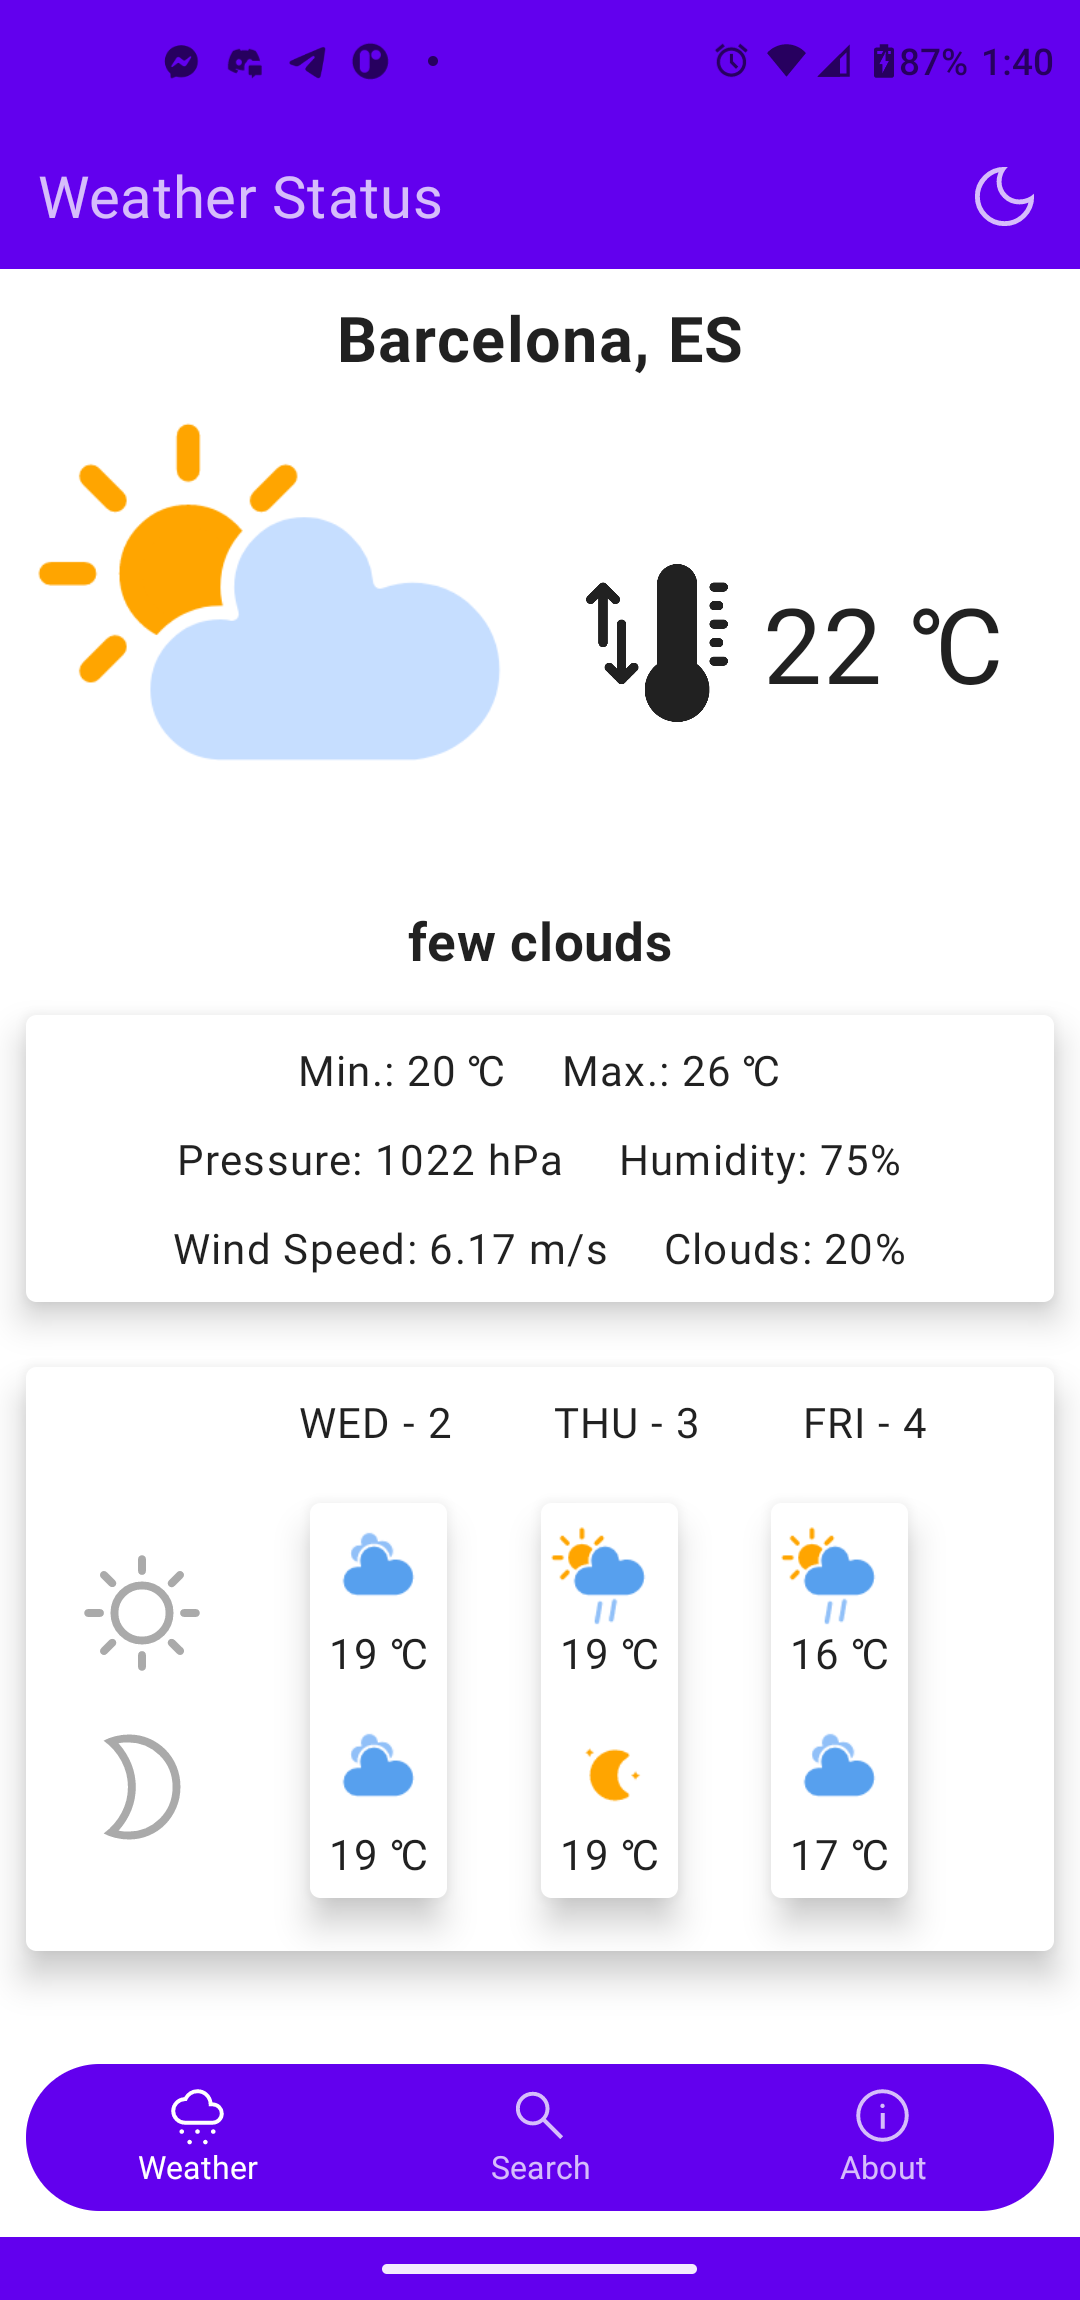 87% 1:40
Weather Status
Barcelona, ES
22 ℃
few clouds
Min.: 20 ℃ Max.: 26 ℃
Pressure: 1022 hPa Humidity: 75%
Wind Speed: 6.17 m/s Clouds: 20%
WED - 2 THU - 3 FRI - 4
19 ℃ 19 ℃ 16 ℃
19 ℃ 19 ℃ 17 ℃
Weather Search About